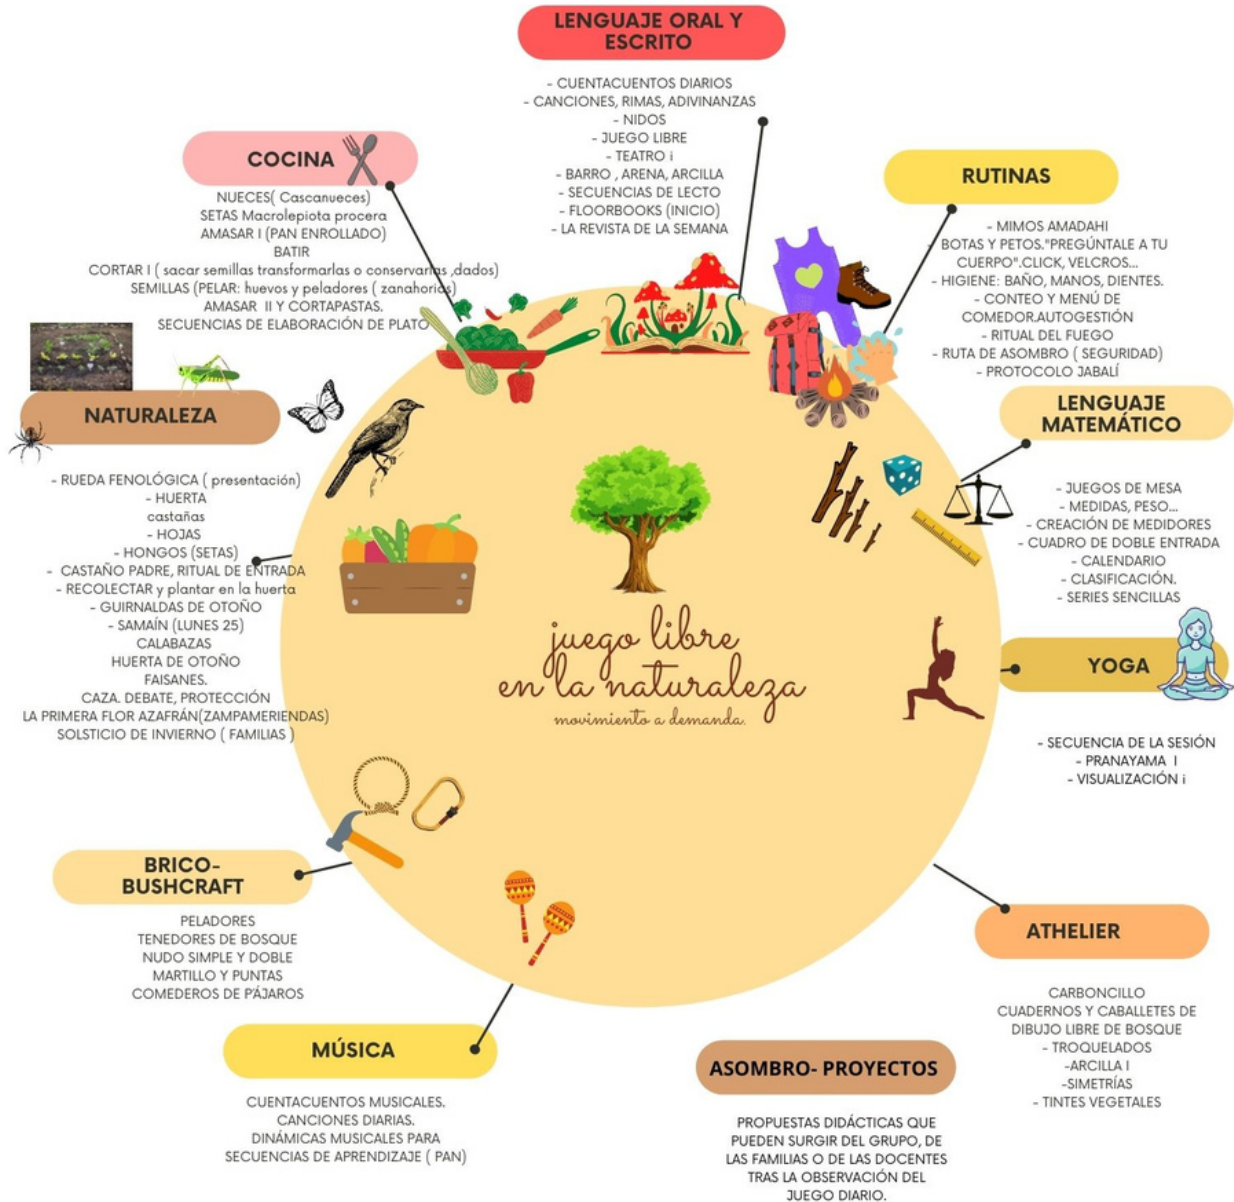 LENGUAJE ORAL Y
ESCRITO
- CUENTACUENTOS DIARIOS
- CANCIONES, RIMAS, ADIVINANZAS
- NIDOS
- JUEGO LIBRE
- TEATRO i
- BARRO , ARENA, ARCILLA
- SECUENCIAS DE LECTO
- FLOORBOOKS (INICIO)
- LA REVISTA DE LA SEMANA
COCINA
NUECES( Cascanueces)
SETAS Macrolepiota procera
AMASAR I (PAN ENROLLADO)
BATIR
CORTAR I ( sacar semillas transformarlas o conservarlas ,dados)
SEMILLAS (PELAR: huevos y peladores ( zanahorias)
AMASAR II Y CORTAPASTAS.
SECUENCIAS DE ELABORACIÓN DE PLATO
RUTINAS
- MIMOS AMADAHI
- BOTAS Y PETOS."PREGÚNTALE A TU
CUERPO".CLICK, VELCROS...
- HIGIENE: BAÑO, MANOS, DIENTES.
- CONTEO Y MENÚ DE
COMEDOR.AUTOGESTIÓN
- RITUAL DEL FUEGO
- RUTA DE ASOMBRO ( SEGURIDAD)
- PROTOCOLO JABALÍ
NATURALEZA
- RUEDA FENOLÓGICA ( presentación)
- HUERTA
castañas
- HOJAS
- HONGOS (SETAS)
- CASTAÑO PADRE, RITUAL DE ENTRADA
- RECOLECTAR y plantar en la huerta
- GUIRNALDAS DE OTOÑO
- SAMAÍN (LUNES 25)
CALABAZAS
HUERTA DE OTOÑO
FAISANES.
CAZA. DEBATE, PROTECCIÓN
LA PRIMERA FLOR AZAFRÁN(ZAMPAMERIENDAS)
SOLSTICIO DE INVIERNO ( FAMILIAS )
LENGUAJE
MATEMÁTICO
- JUEGOS DE MESA
- MEDIDAS, PESO...
- CREACIÓN DE MEDIDORES
- CUADRO DE DOBLE ENTRADA
- CALENDARIO
- CLASIFICACIÓN.
- SERIES SENCILLAS
juego libre
en la naturaleza
movimiento a demanda.
YOGA
- SECUENCIA DE LA SESIÓN
- PRANAYAMA I
- VISUALIZACIÓN i
BRICO-
BUSHCRAFT
PELADORES
TENEDORES DE BOSQUE
NUDO SIMPLE Y DOBLE
MARTILLO Y PUNTAS
COMEDEROS DE PÁJAROS
ATHELIER
CARBONCILLO
CUADERNOS Y CABALLETES DE
DIBUJO LIBRE DE BOSQUE
- TROQUELADOS
-ARCILLA I
-SIMETRÍAS
- TINTES VEGETALES
MÚSICA
CUENTACUENTOS MUSICALES.
CANCIONES DIARIAS.
DINÁMICAS MUSICALES PARA
SECUENCIAS DE APRENDIZAJE ( PAN)
ASOMBRO- PROYECTOS
PROPUESTAS DIDÁCTICAS QUE
PUEDEN SURGIR DEL GRUPO, DE
LAS FAMILIAS O DE LAS DOCENTES
TRAS LA OBSERVACIÓN DEL
JUEGO DIARIO.